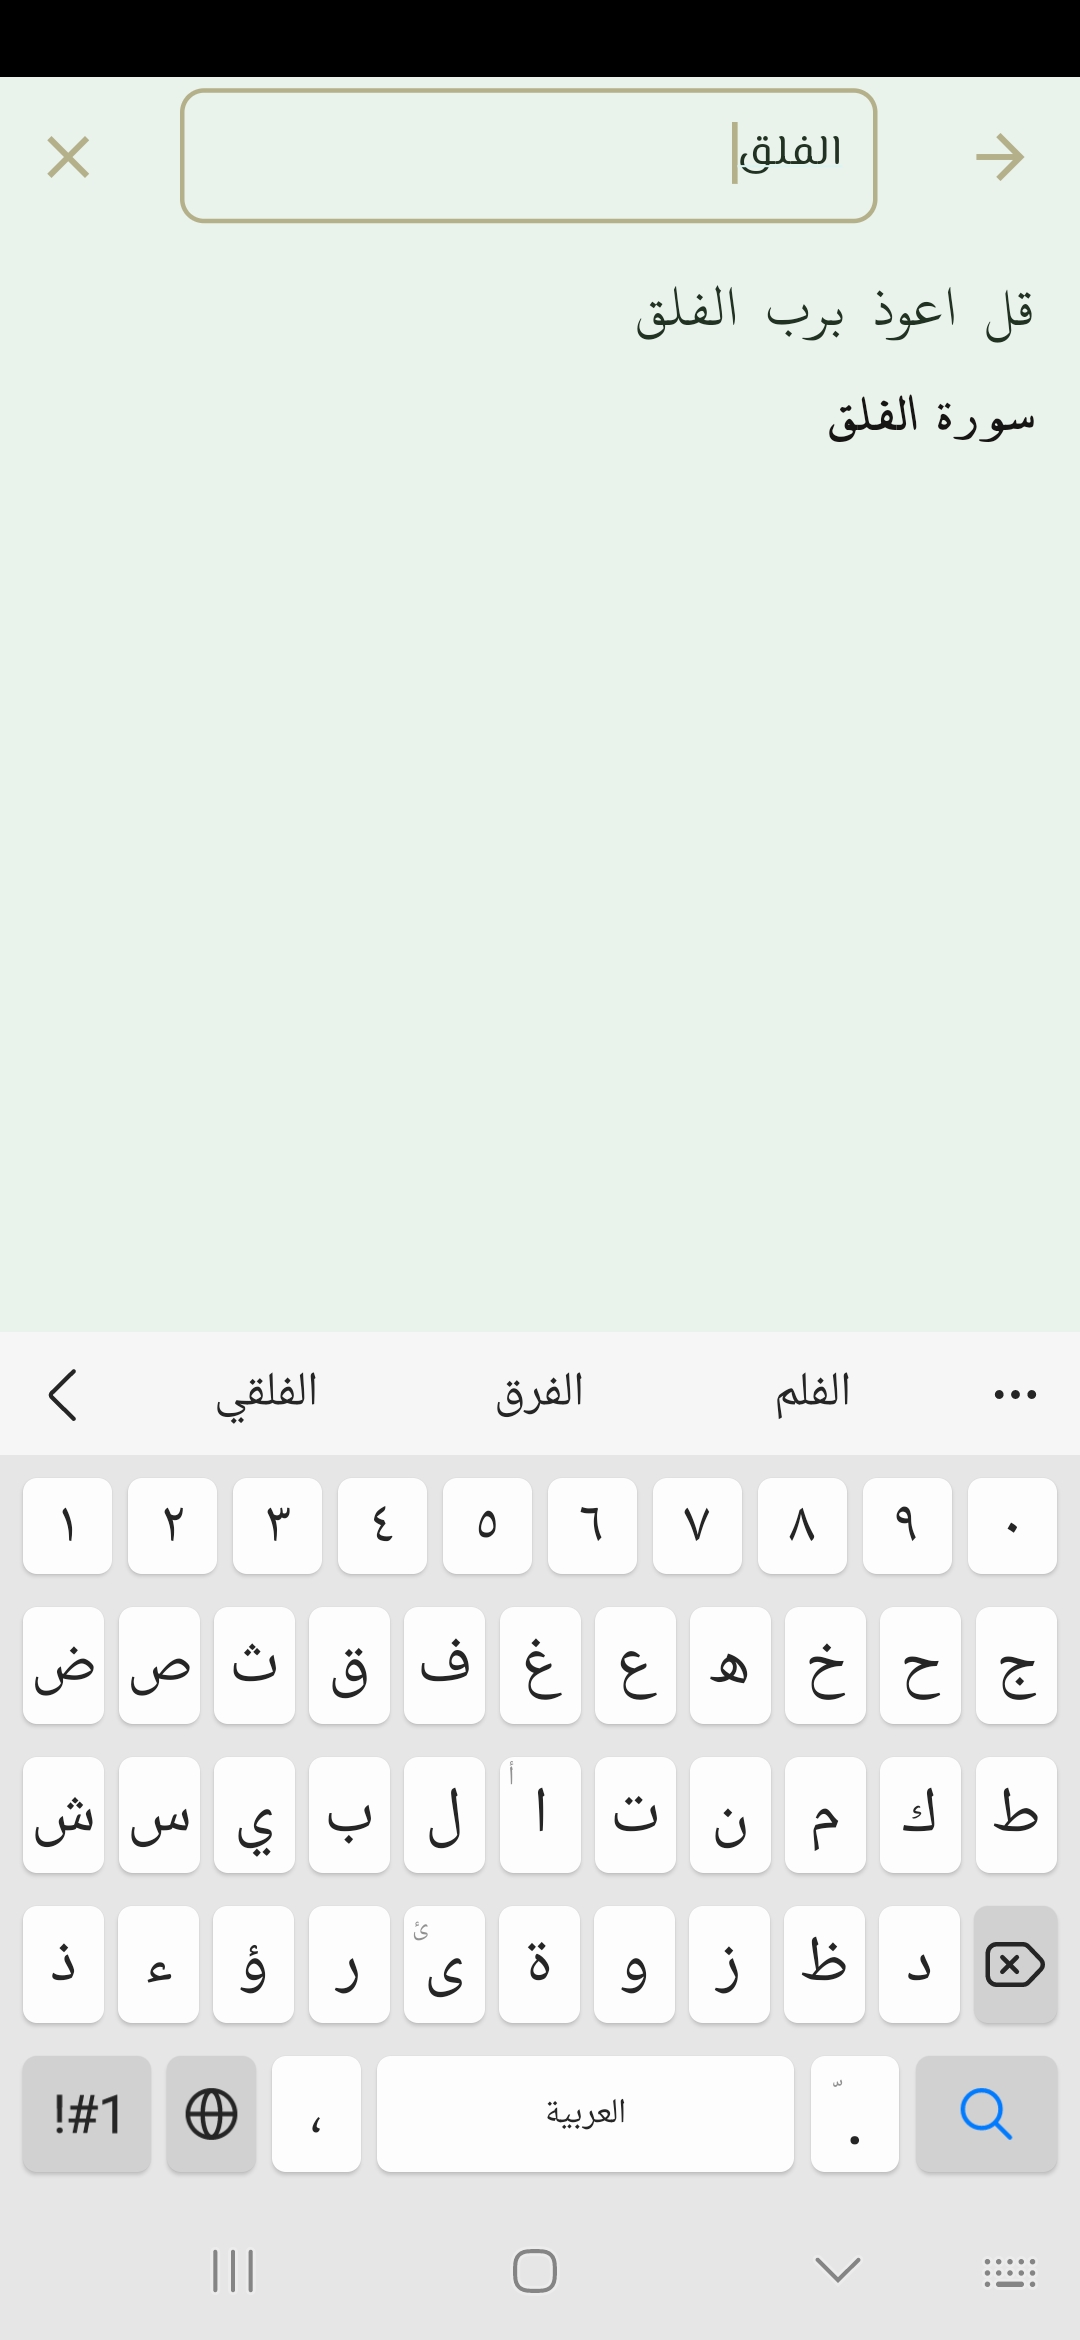 الفلق
قل اعوذ برب الفلق
سورة الفلق
الفلقي الفرق الفلم
١ ٢ ٣ ٤ ٥ ٦ ٧ ٨ ٩ ٠
ض ص ث ق ف غ ع ه خ ح ج
ش س ي ب ل أ ا ت ن م ك ط
ذ ء ؤ ر ئ ى ة و ز ظ د
!#1 ، العربية .